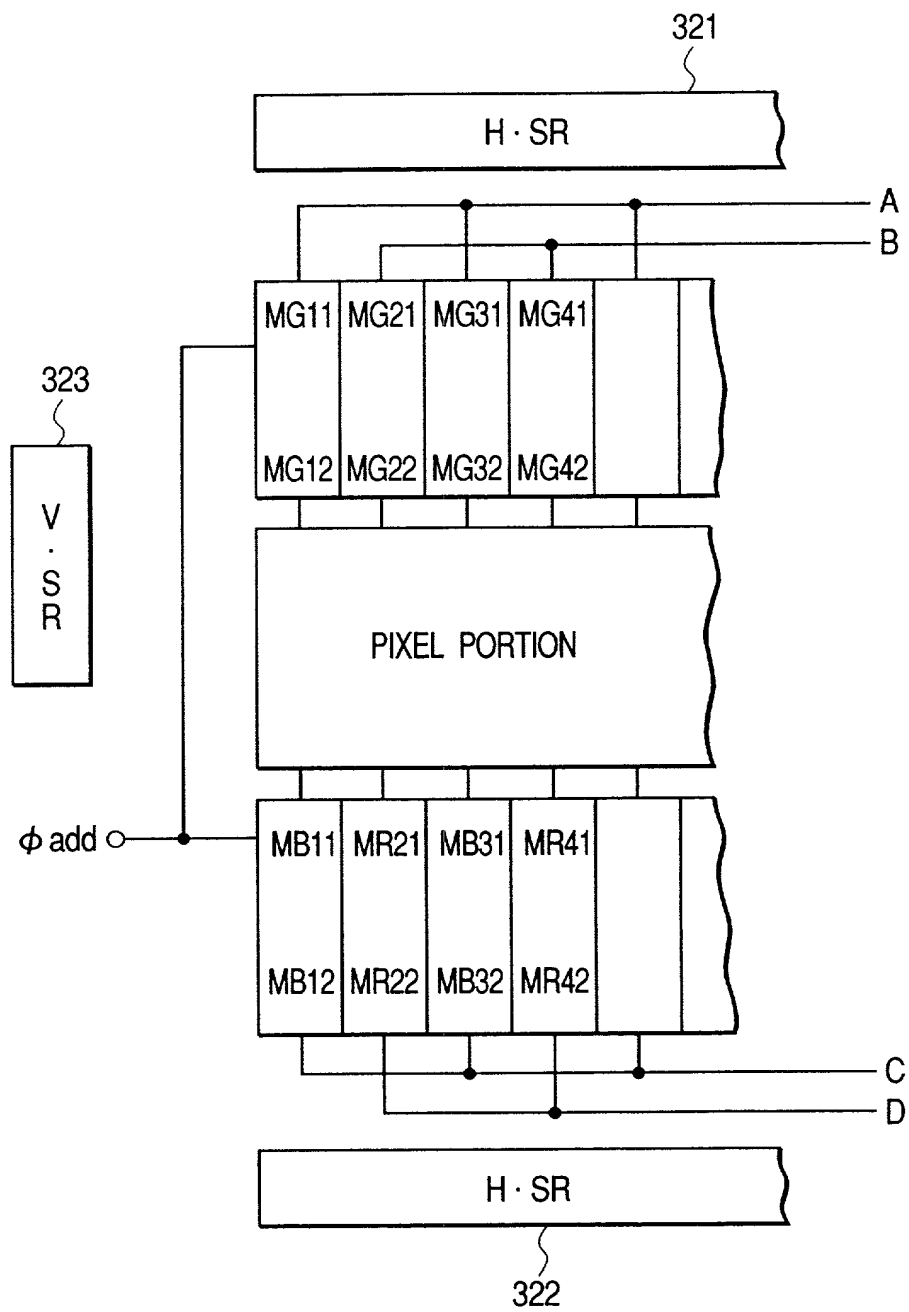 321
H · SR
A
B
MG11 MG21 MG31 MG41
323
MG12 MG22 MG32 MG42
V · SR
PIXEL PORTION
ϕ add
MB11 MR21 MB31 MR41
MB12 MR22 MB32 MR42
C
D
H · SR
322